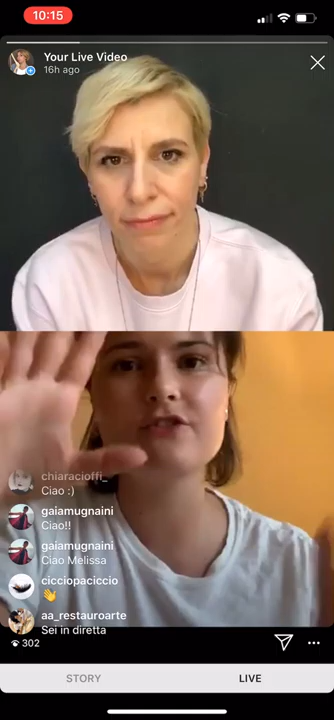 10:15
Your Live Video
16h ago
chiaracioffi_
Ciao :)
gaiamugnaini
Ciao!!
gaiamugnaini
Ciao Melissa
cicciopaciccio
👋
aa_restauroarte
Sei in diretta
302
STORY LIVE